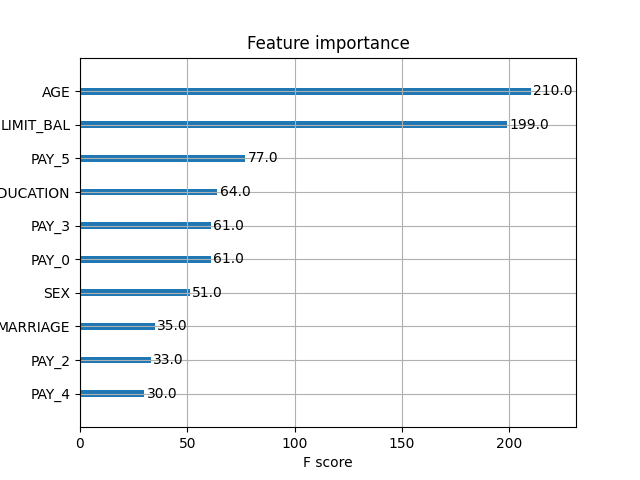 Feature importance
AGE 210.0
LIMIT_BAL 199.0
PAY_5 77.0
DUCATION 64.0
PAY_3 61.0
PAY_0 61.0
SEX 51.0
MARRIAGE 35.0
PAY_2 33.0
PAY_4 30.0
0 50 100 150 200
F score